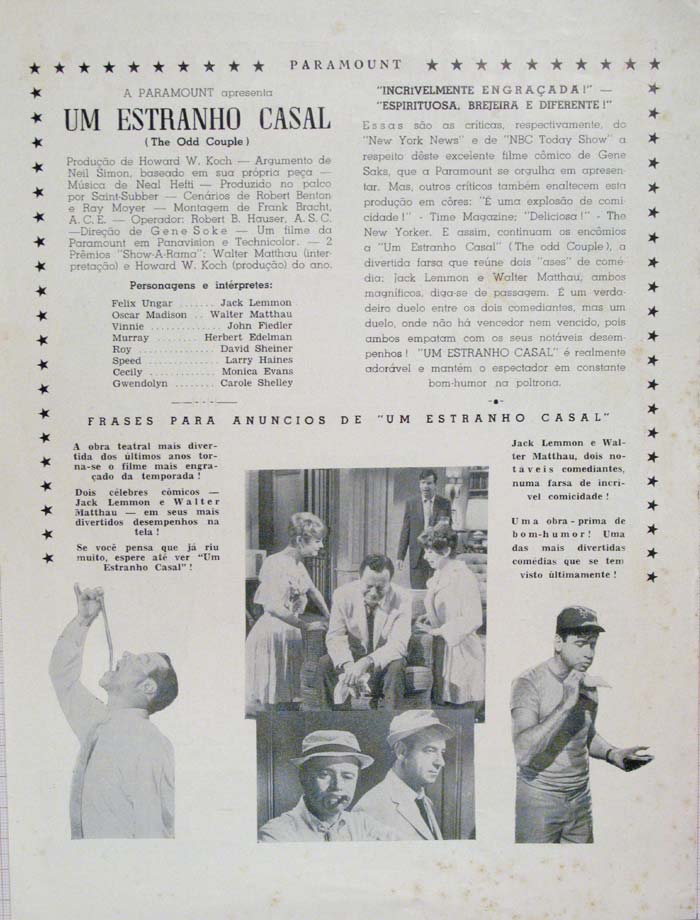 PARAMOUNT
A PARAMOUNT apresenta
UM ESTRANHO CASAL
(The Odd Couple)
Produção de Howard W. Koch — Argumento de
Neil Simon, baseado em sua própria peça —
Música de Neal Hefti — Produzido no palco
por Saint-Subber — Cenários de Robert Benton
e Ray Moyer — Montagem de Frank Bracht,
A.C.E. — Operador: Robert B. Hauser, A.S.C.
—Direção de Gene Soke — Um filme da
Paramount em Panavision e Technicolor. — 2
Prêmios "Show-A-Rama": Walter Matthau (inter-
pretação) e Howard W. Koch (produção) do ano.
Personagens e intérpretes:
Felix Ungar ....... Jack Lemmon
Oscar Madison .. Walter Matthau
Vinnie ............. John Fiedler
Murray ........ Herbert Edelman
Roy ............... David Sheiner
Speed ............. Larry Haines
Cecily ............ Monica Evans
Gwendolyn ....... Carole Shelley
"INCRIVELMENTE ENGRAÇADA!" —
"ESPIRITUOSA, BREJEIRA E DIFERENTE!"
Essas são as críticas, respectivamente, do
"New York News" e de "NBC Today Show" a
respeito dêste excelente filme cômico de Gene
Saks, que a Paramount se orgulha em apresen-
tar. Mas, outros críticos também enaltecem esta
produção em côres: "É uma explosão de comi-
cidade!" - Time Magazine; "Deliciosa!" - The
New Yorker. E assim, continuam os encômios
a "Um Estranho Casal" (The odd Couple), a
divertida farsa que reúne dois "ases" de comé-
dia: Jack Lemmon e Walter Matthau, ambos
magníficos, diga-se de passagem. É um verda-
deiro duelo entre os dois comediantes, mas um
duelo, onde não há vencedor nem vencido, pois
ambos empatam com os seus notáveis desem-
penhos! "UM ESTRANHO CASAL" é realmente
adorável e mantém o espectador em constante
bom-humor na poltrona.
FRASES PARA ANUNCIOS DE "UM ESTRANHO CASAL"
A obra teatral mais diver-
tida dos últimos anos tor-
na-se o filme mais engra-
çado da temporada!
Dois célebres cômicos —
Jack Lemmon e Walter
Matthau — em seus mais
divertidos desempenhos na
tela!
Se você pensa que já riu
muito, espere até ver "Um
Estranho Casal"!
Jack Lemmon e Wal-
ter Matthau, dois no-
táveis comediantes,
numa farsa de incrí-
vel comicidade!
Uma obra-prima de
bom-humor! Uma
das mais divertidas
comédias que se tem
visto ùltimamente!